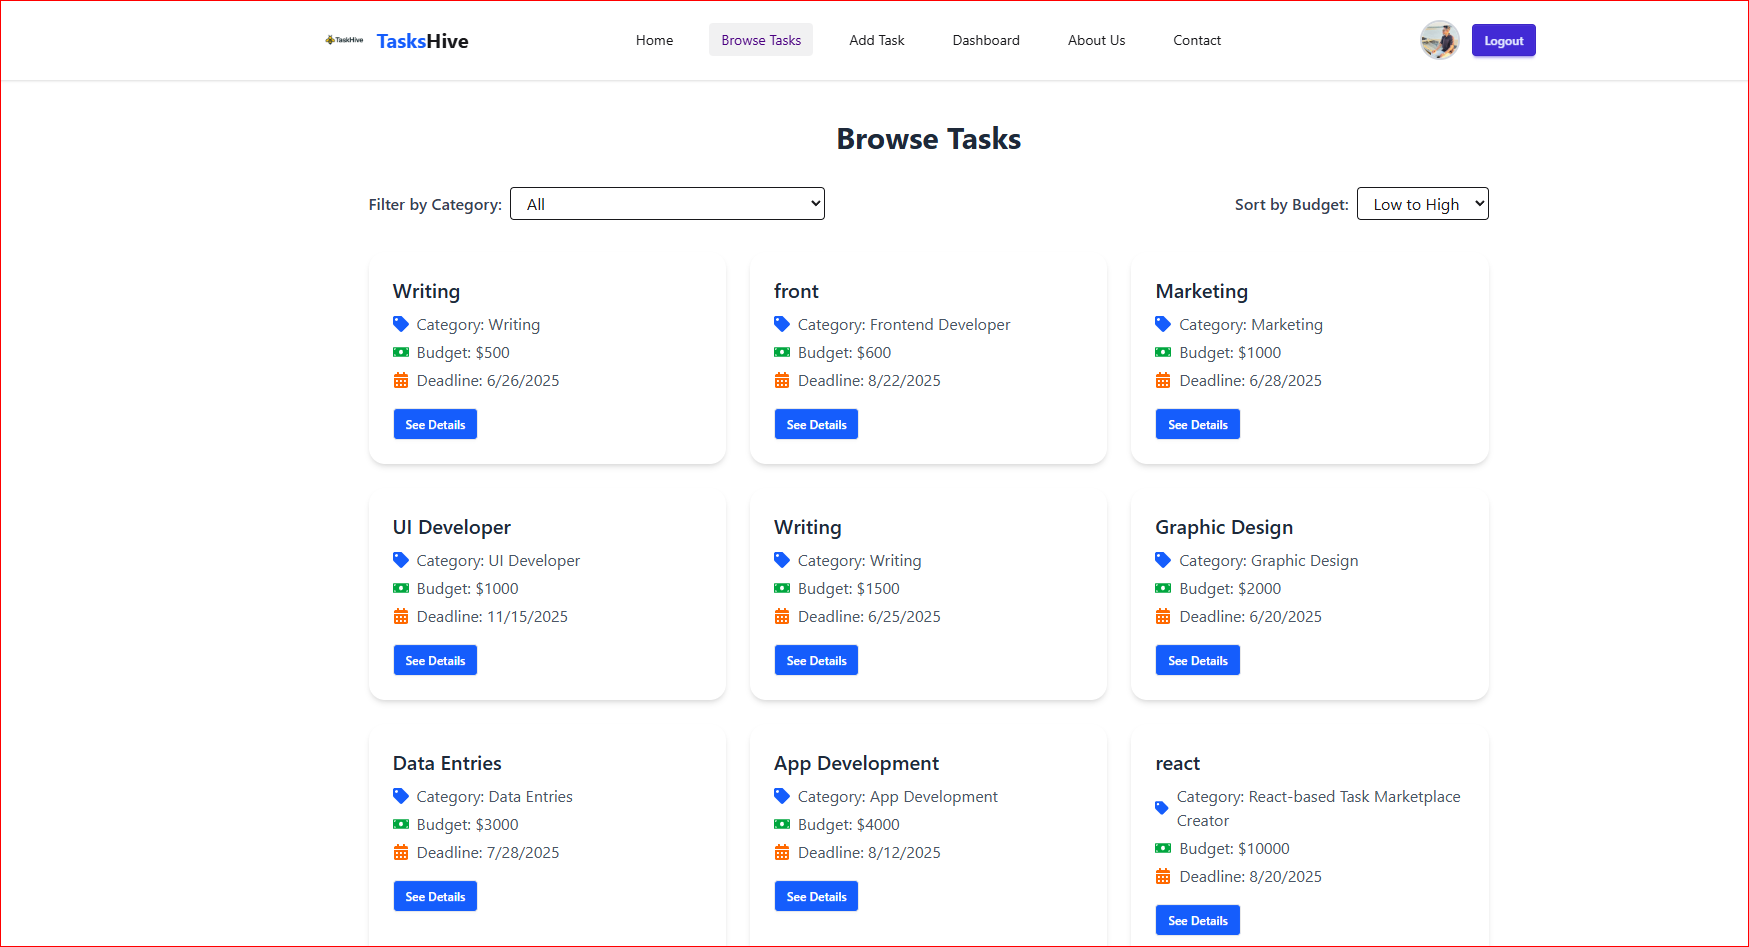 TaskHive
TasksHive
Home
Browse Tasks
Add Task
Dashboard
About Us
Contact
Logout
Browse Tasks
Filter by Category:
All
Sort by Budget:
Low to High
Writing
Category: Writing
Budget: $500
Deadline: 6/26/2025
See Details
front
Category: Frontend Developer
Budget: $600
Deadline: 8/22/2025
See Details
Marketing
Category: Marketing
Budget: $1000
Deadline: 6/28/2025
See Details
UI Developer
Category: UI Developer
Budget: $1000
Deadline: 11/15/2025
See Details
Writing
Category: Writing
Budget: $1500
Deadline: 6/25/2025
See Details
Graphic Design
Category: Graphic Design
Budget: $2000
Deadline: 6/20/2025
See Details
Data Entries
Category: Data Entries
Budget: $3000
Deadline: 7/28/2025
See Details
App Development
Category: App Development
Budget: $4000
Deadline: 8/12/2025
See Details
react
Category: React-based Task Marketplace
Creator
Budget: $10000
Deadline: 8/20/2025
See Details